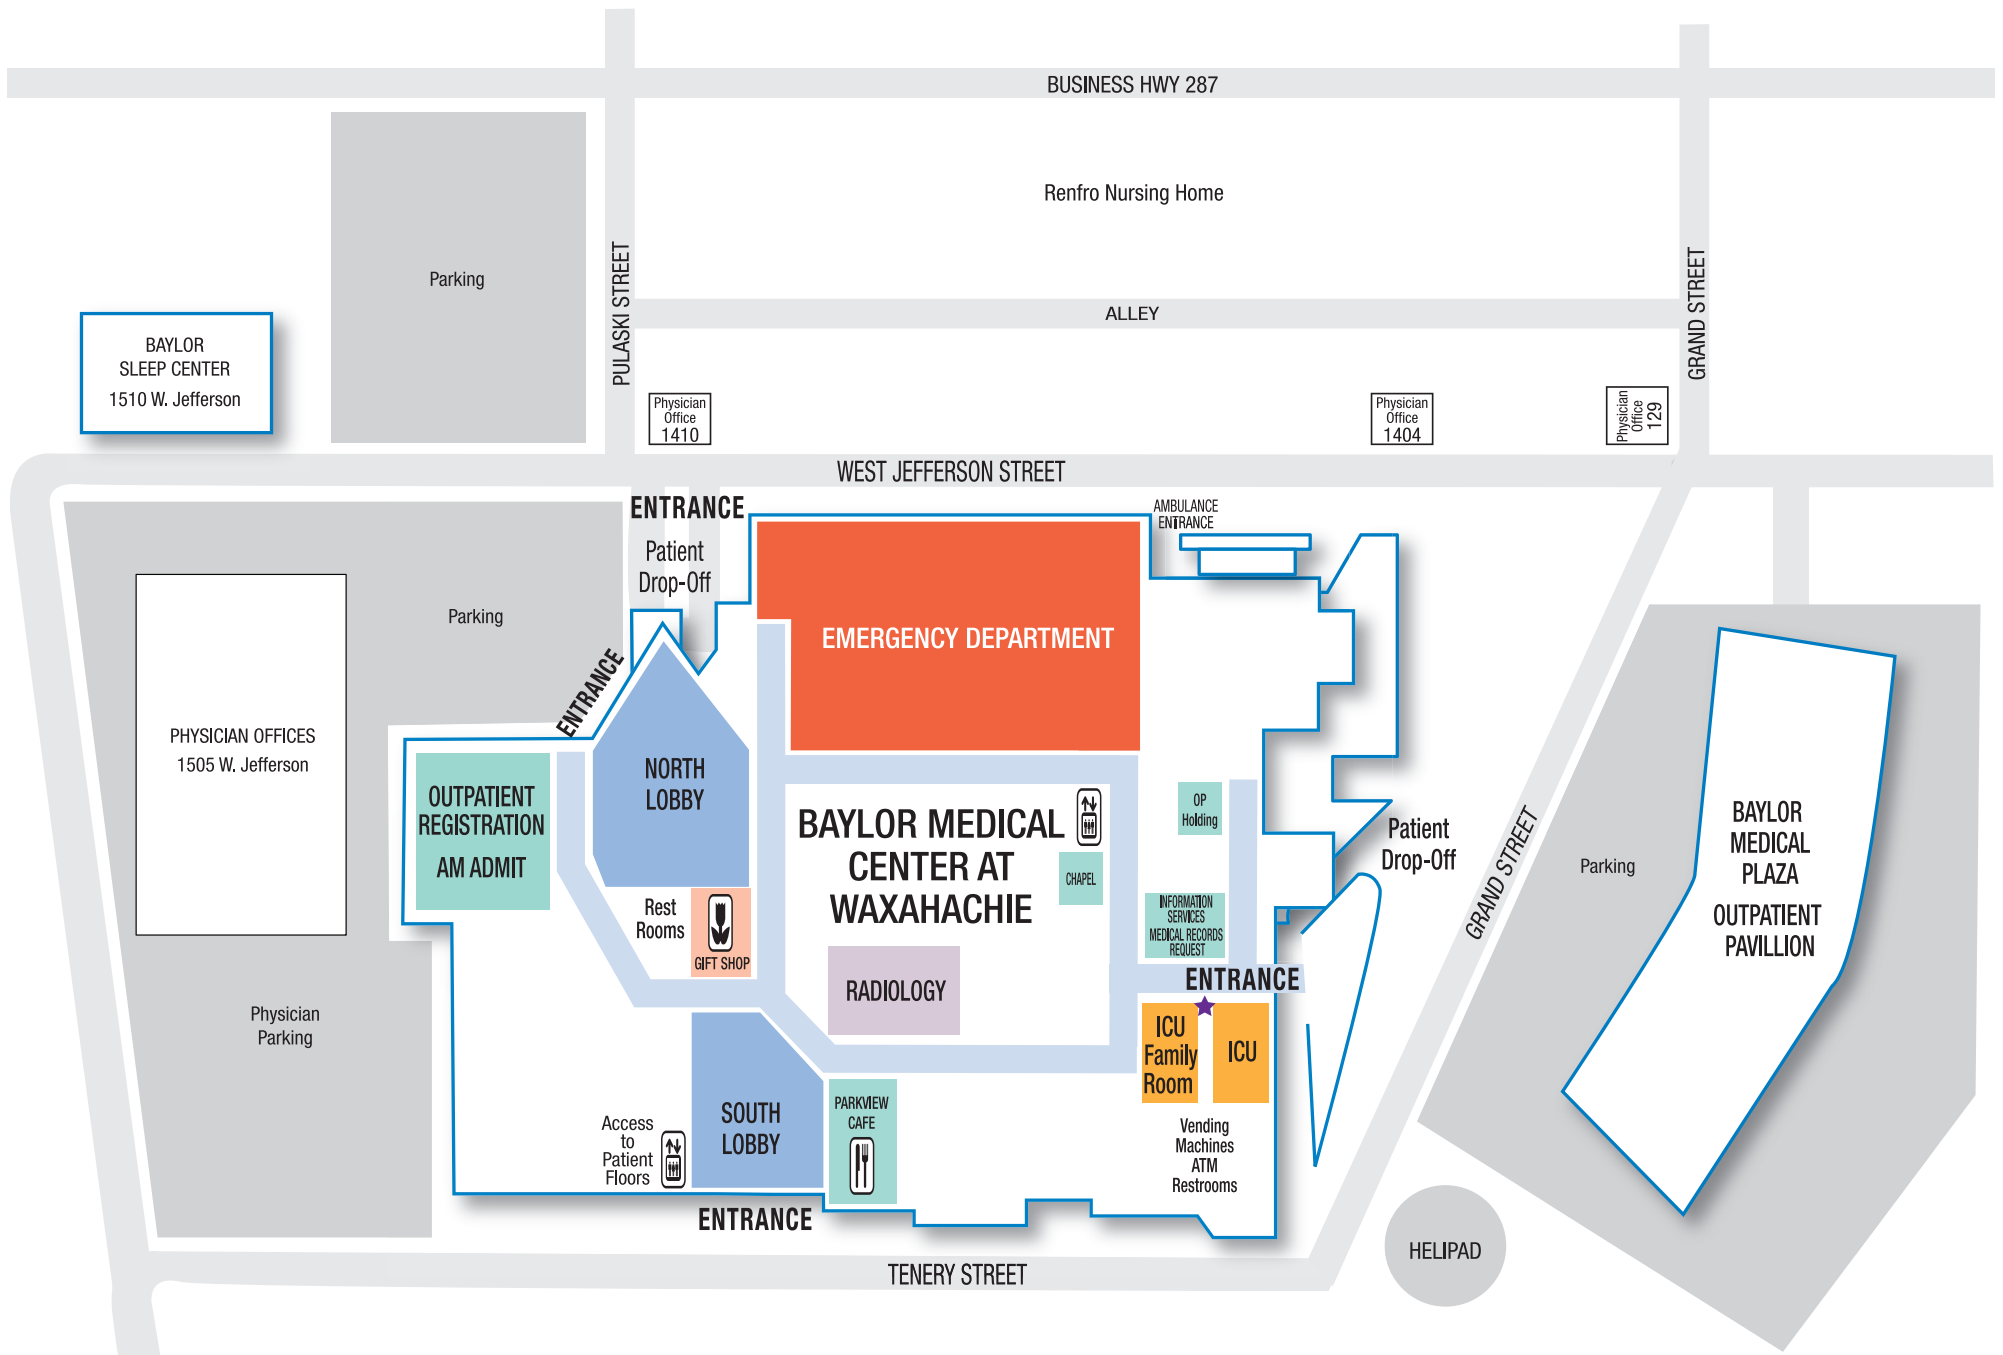 BUSINESS HWY 287
Renfro Nursing Home
PULASKI STREET
Parking
ALLEY
GRAND STREET
BAYLOR
SLEEP CENTER
1510 W. Jefferson
Physician
Office
1410
Physician
Office
1404
Physician
Office
129
WEST JEFFERSON STREET
ENTRANCE
AMBULANCE
ENTRANCE
Patient
Drop-Off
Parking
EMERGENCY DEPARTMENT
ENTRANCE
PHYSICIAN OFFICES
1505 W. Jefferson
OUTPATIENT
REGISTRATION
AM ADMIT
NORTH
LOBBY
BAYLOR MEDICAL
CENTER AT
WAXAHACHIE
CHAPEL
OP
Holding
Patient
Drop-Off
GRAND STREET
Parking
BAYLOR
MEDICAL
PLAZA
OUTPATIENT
PAVILLION
Rest
Rooms
GIFT SHOP
INFORMATION
SERVICES
MEDICAL RECORDS
REQUEST
ENTRANCE
RADIOLOGY
Physician
Parking
ICU
Family
Room
ICU
SOUTH
LOBBY
PARKVIEW
CAFE
Access
to
Patient
Floors
Vending
Machines
ATM
Restrooms
ENTRANCE
HELIPAD
TENERY STREET